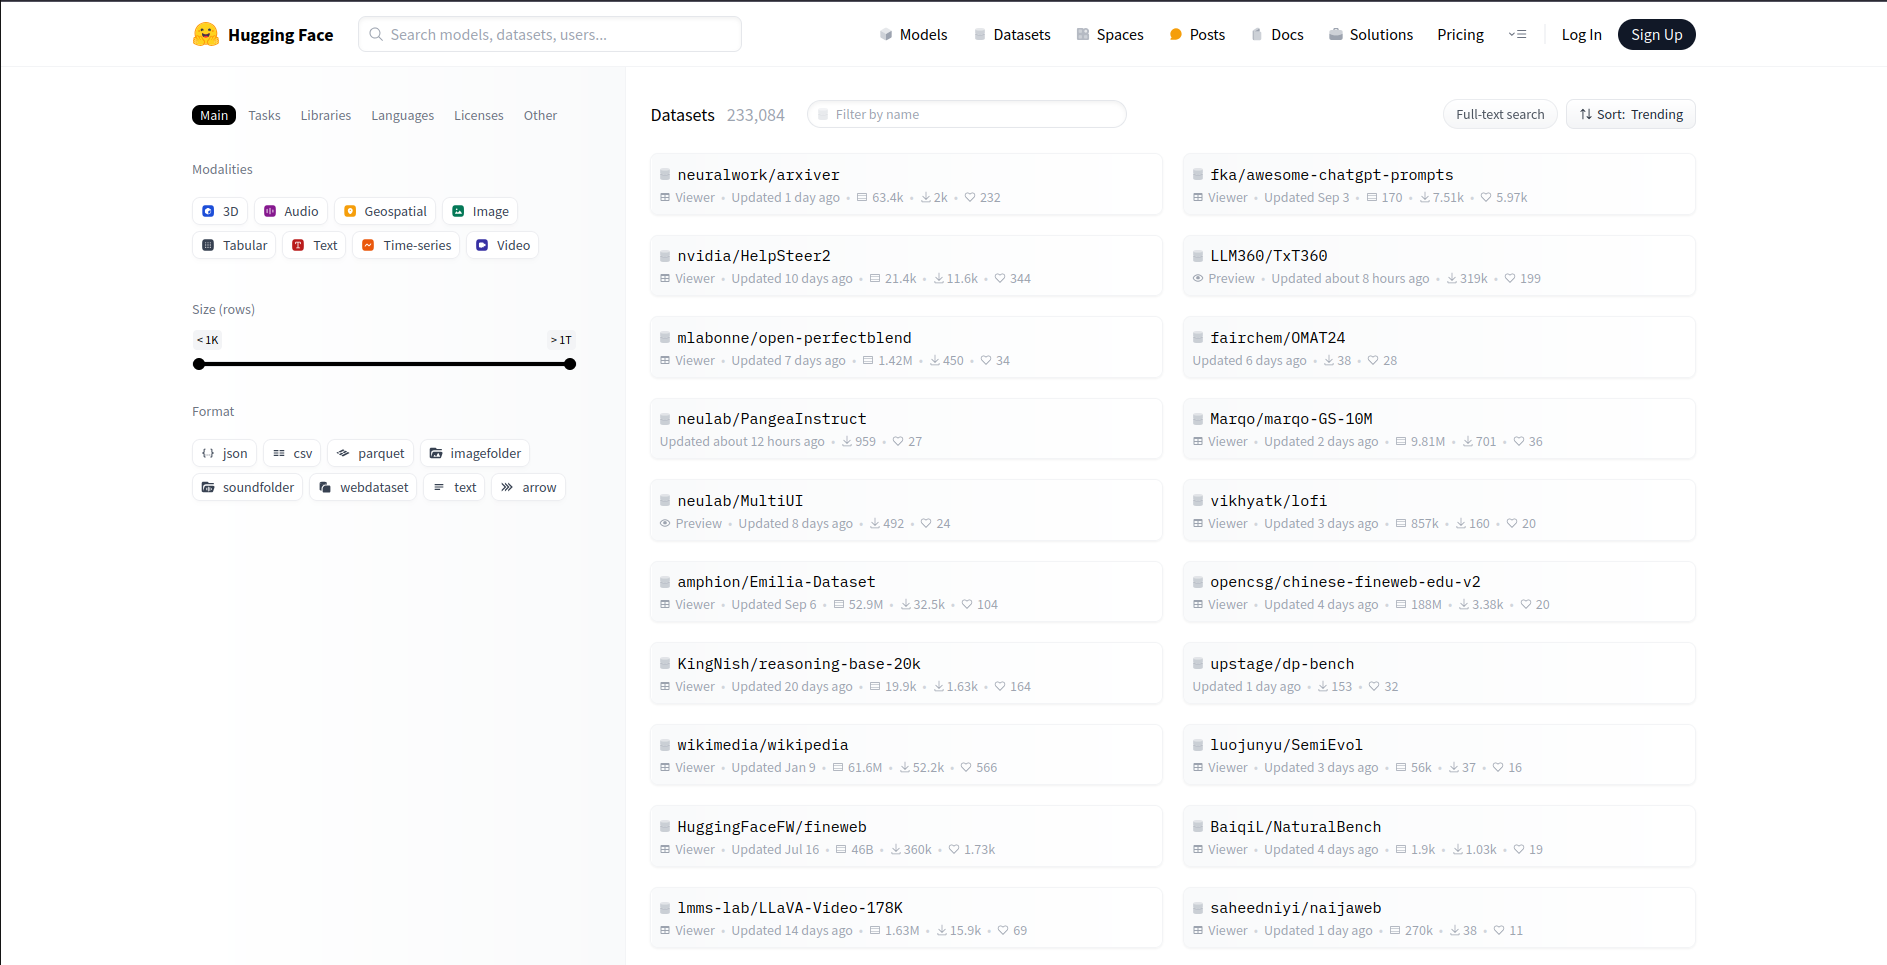 Hugging Face
Search models, datasets, users...
Models
Datasets
Spaces
Posts
Docs
Solutions
Pricing
Log In
Sign Up
Main
Tasks
Libraries
Languages
Licenses
Other
Modalities
3D
Audio
Geospatial
Image
Tabular
Text
Time-series
Video
Size (rows)
<1K
>1T
Format
json
csv
parquet
imagefolder
soundfolder
webdataset
text
arrow
Datasets 233,084
Filter by name
Full-text search
Sort: Trending
neuralwork/arxiver
Viewer • Updated 1 day ago • 63.4k • 2k • 232
fka/awesome-chatgpt-prompts
Viewer • Updated Sep 3 • 170 • 7.51k • 5.97k
nvidia/HelpSteer2
Viewer • Updated 10 days ago • 21.4k • 11.6k • 344
LLM360/TxT360
Preview • Updated about 8 hours ago • 319k • 199
mlabonne/open-perfectblend
Viewer • Updated 7 days ago • 1.42M • 450 • 34
fairchem/OMAT24
Updated 6 days ago • 38 • 28
neulab/PangeaInstruct
Updated about 12 hours ago • 959 • 27
Marqo/marqo-GS-10M
Viewer • Updated 2 days ago • 9.81M • 701 • 36
neulab/MultiUI
Preview • Updated 8 days ago • 492 • 24
vikhyatk/lofi
Viewer • Updated 3 days ago • 857k • 160 • 20
amphion/Emilia-Dataset
Viewer • Updated Sep 6 • 52.9M • 32.5k • 104
opencsg/chinese-fineweb-edu-v2
Viewer • Updated 4 days ago • 188M • 3.38k • 20
KingNish/reasoning-base-20k
Viewer • Updated 20 days ago • 19.9k • 1.63k • 164
upstage/dp-bench
Updated 1 day ago • 153 • 32
wikimedia/wikipedia
Viewer • Updated Jan 9 • 61.6M • 52.2k • 566
luojunyu/SemiEvol
Viewer • Updated 3 days ago • 56k • 37 • 16
HuggingFaceFW/fineweb
Viewer • Updated Jul 16 • 46B • 360k • 1.73k
BaiqiL/NaturalBench
Viewer • Updated 4 days ago • 1.9k • 1.03k • 19
lmms-lab/LLaVA-Video-178K
Viewer • Updated 14 days ago • 1.63M • 15.9k • 69
saheedniyi/naijaweb
Viewer • Updated 1 day ago • 270k • 38 • 11